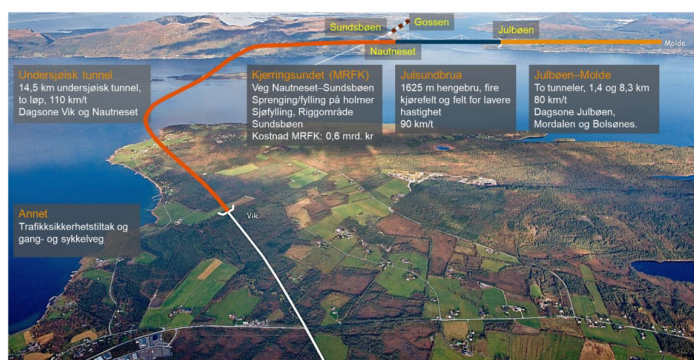 Gossen
Sundsbøen
Julbøen
Nautneset
Molde
Undersjøisk tunnel
14,5 km undersjøisk tunnel,
to løp, 110 km/t
Dagsone Vik og Nautneset
Kjerringsundet (MRFK)
Veg Nautneset–Sundsbøen
Sprenging/fylling på holmer
Sjøfylling, Riggområde
Sundsbøen
Kostnad MRFK: 0,6 mrd. kr
Julsundbrua
1625 m hengebru, fire
kjørefelt og felt for lavere
hastighet
90 km/t
Julbøen–Molde
To tunneler, 1,4 og 8,3 km
80 km/t
Dagsone Julbøen,
Mordalen og Bolsønes.
Annet
Trafikksikkerhetstiltak og
gang- og sykkelveg
Vik